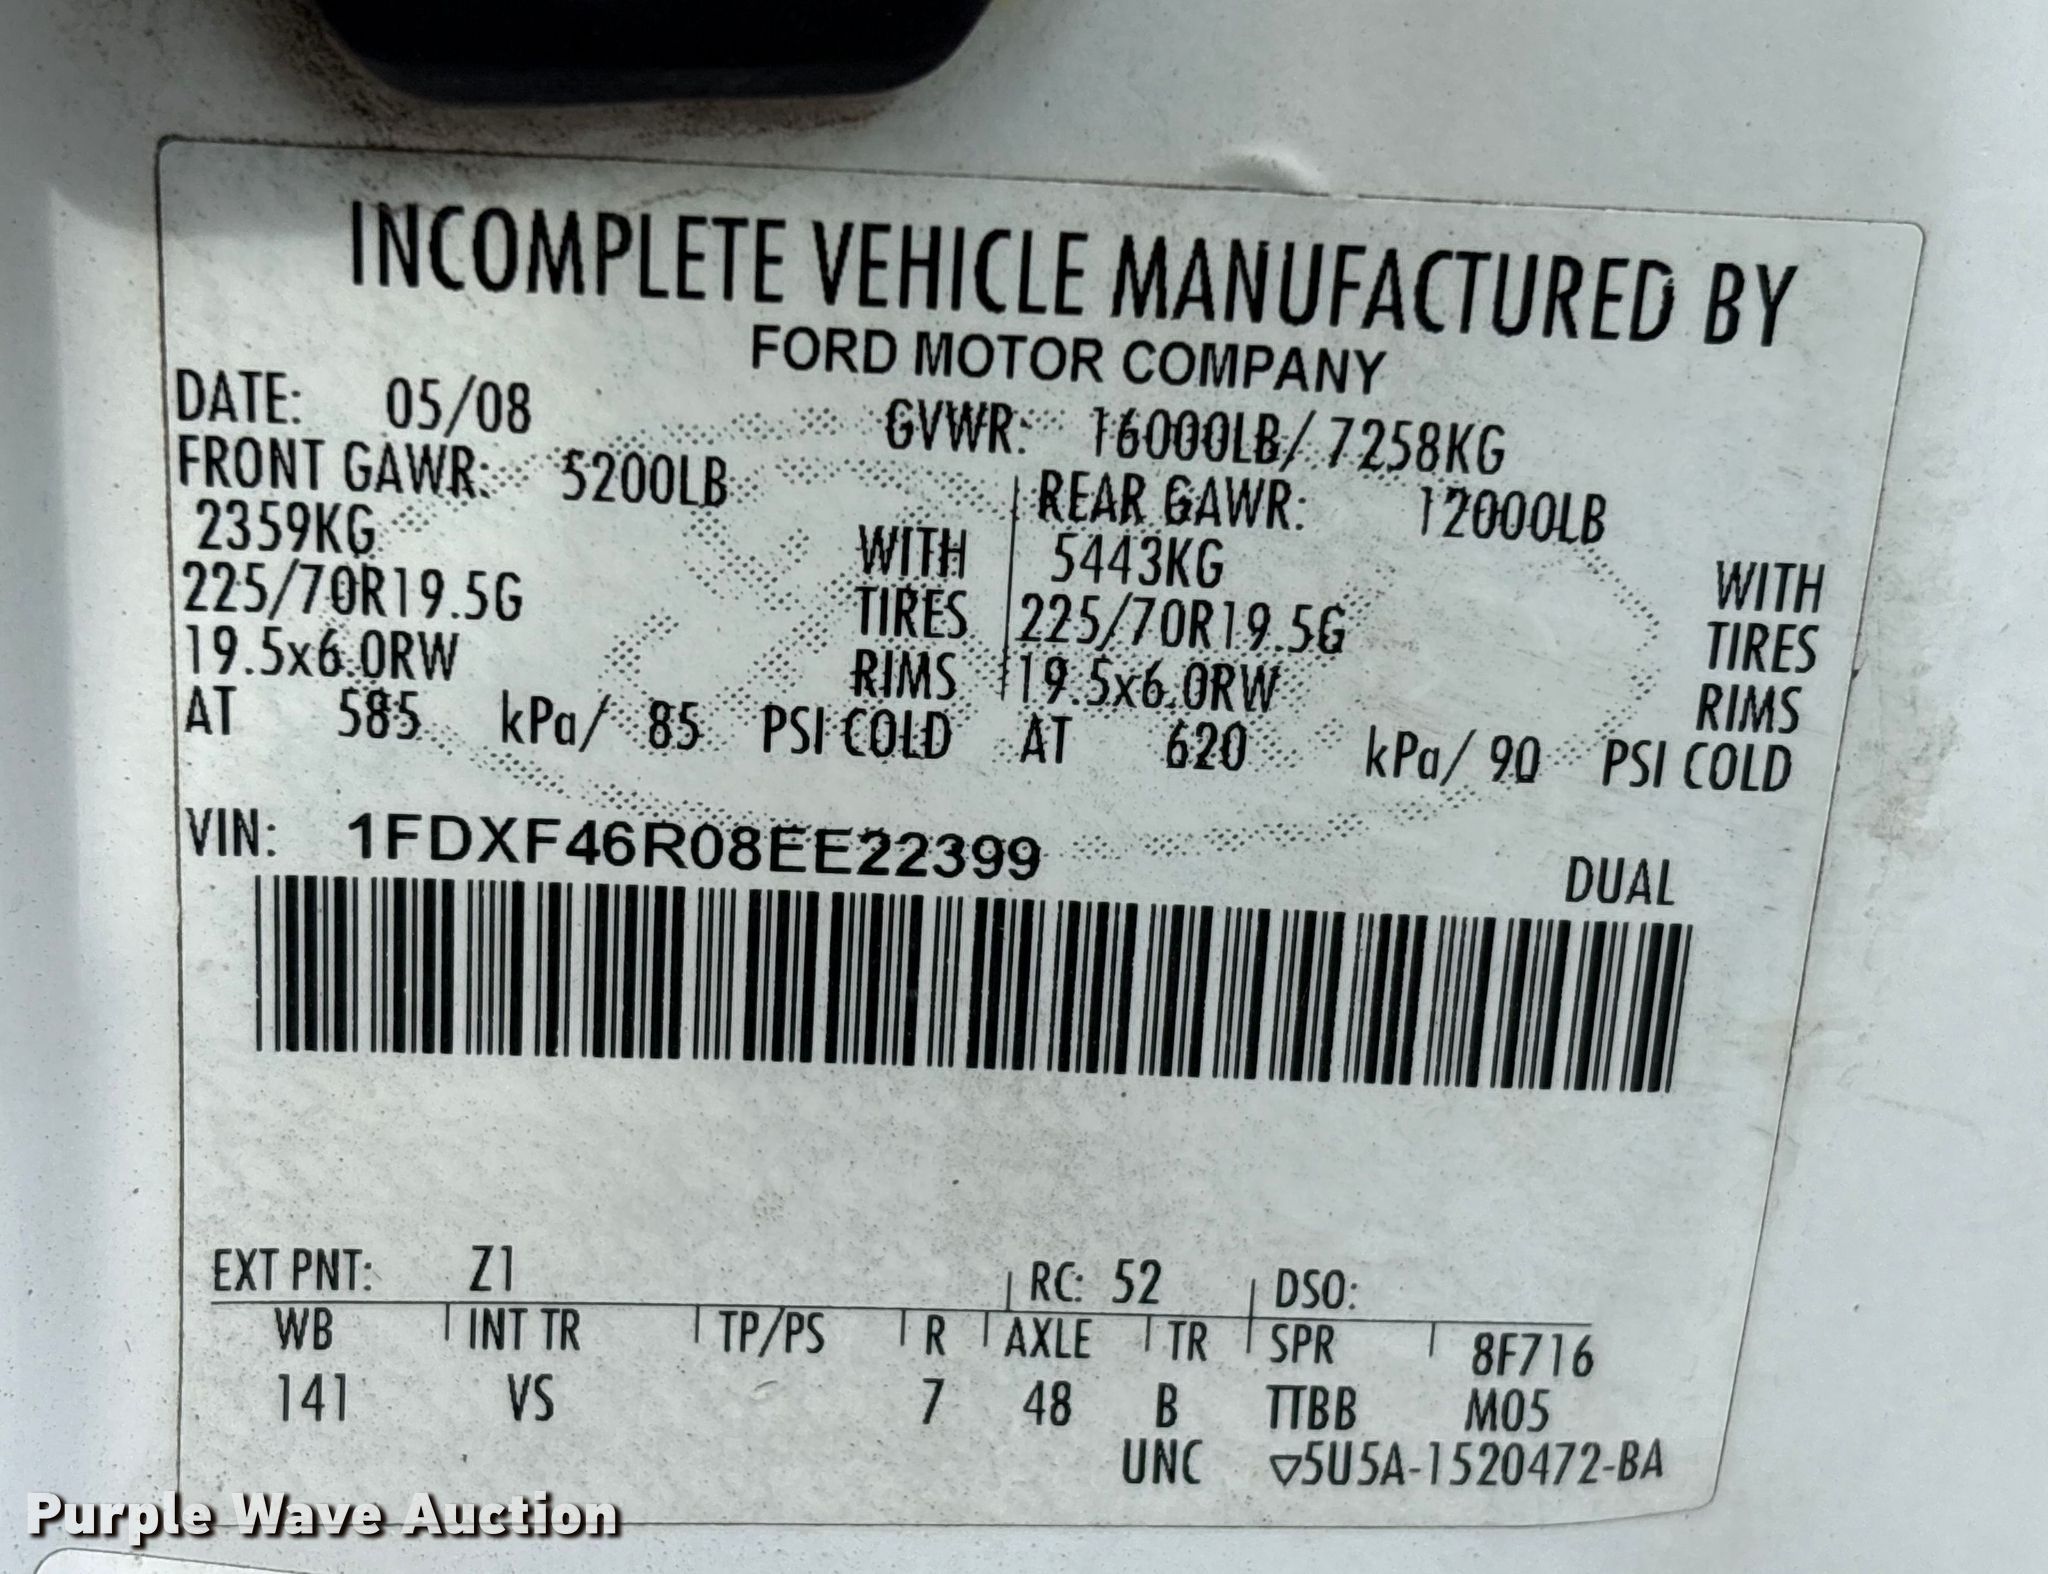 INCOMPLETE VEHICLE MANUFACTURED BY
FORD MOTOR COMPANY
DATE: 05/08 GVWR: 16000LB/ 7258KG
FRONT GAWR: 5200LB REAR GAWR: 12000LB
2359KG WITH 5443KG WITH
225/70R19.5G TIRES 225/70R19.5G TIRES
19.5x6.0RW RIMS 19.5x6.0RW RIMS
AT 585 kPa/ 85 PSI COLD AT 620 kPa/ 90 PSI COLD
VIN: 1FDXF46R08EE22399
DUAL
EXT PNT: Z1 RC: 52 DSO:
WB INT TR TP/PS R AXLE TR SPR 8F716
141 VS 7 48 B TTBB M05
UNC ▽5U5A-1520472-BA
Purple Wave Auction